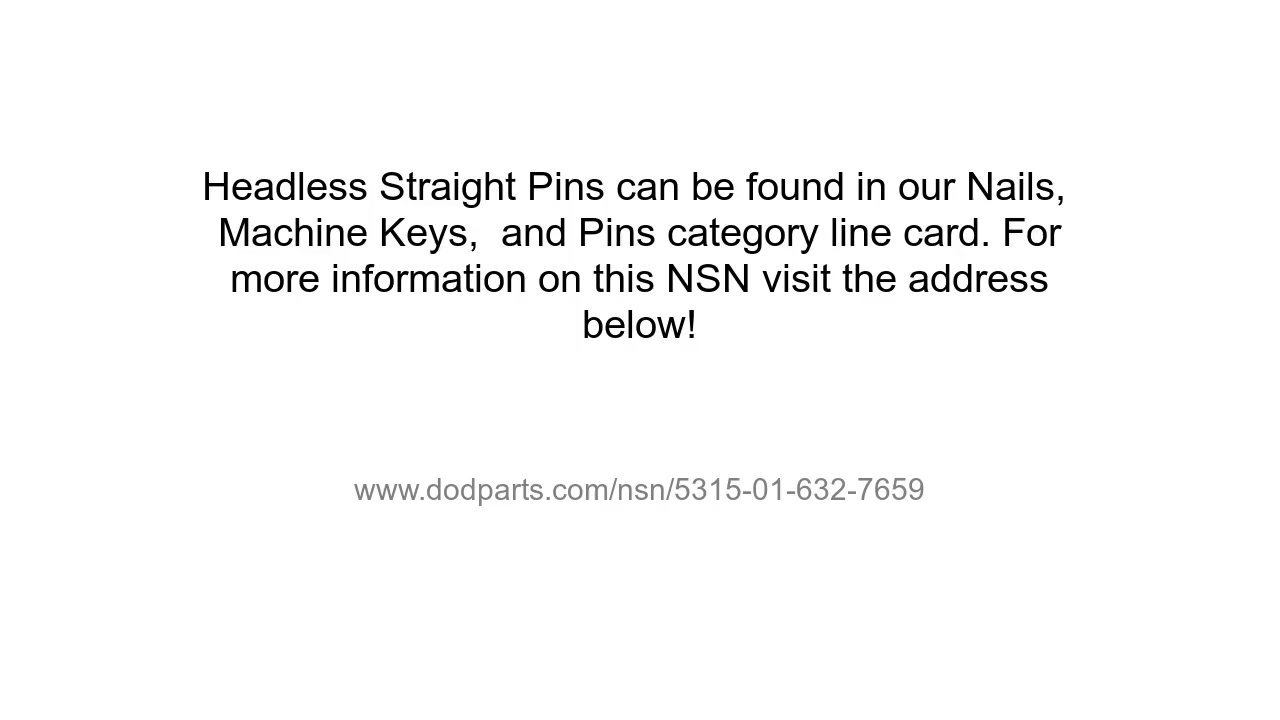 Headless Straight Pins can be found in our Nails,
Machine Keys,  and Pins category line card. For
more information on this NSN visit the address
below!
www.dodparts.com/nsn/5315-01-632-7659